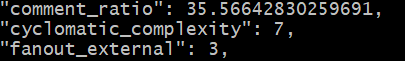 "comment_ratio": 35.56642830259691,
"cyclomatic_complexity": 7,
"fanout_external": 3,